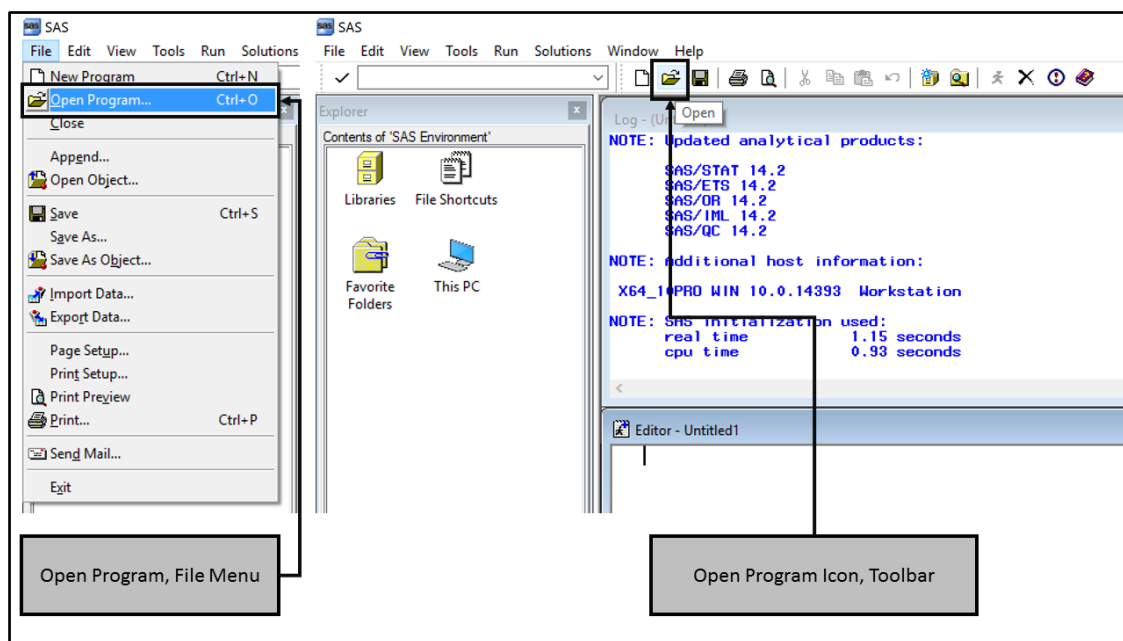 SAS
File Edit View Tools Run Solutions
New Program Ctrl+N
Open Program... Ctrl+O
Close
Append...
Open Object...
Save Ctrl+S
Save As...
Save As Object...
Import Data...
Export Data...
Page Setup...
Print Setup...
Print Preview
Print... Ctrl+P
Send Mail...
Exit
Open Program, File Menu
SAS
File Edit View Tools Run Solutions Window Help
Open
Explorer
Contents of 'SAS Environment'
Libraries File Shortcuts
Favorite This PC
Folders
Log -
NOTE: Updated analytical products:
SAS/STAT 14.2
SAS/ETS 14.2
SAS/OR 14.2
SAS/IML 14.2
SAS/QC 14.2
NOTE: Additional host information:
X64_10PRO WIN 10.0.14393 Workstation
NOTE: SAS initialization used:
real time 1.15 seconds
cpu time 0.93 seconds
Editor - Untitled1
Open Program Icon, Toolbar